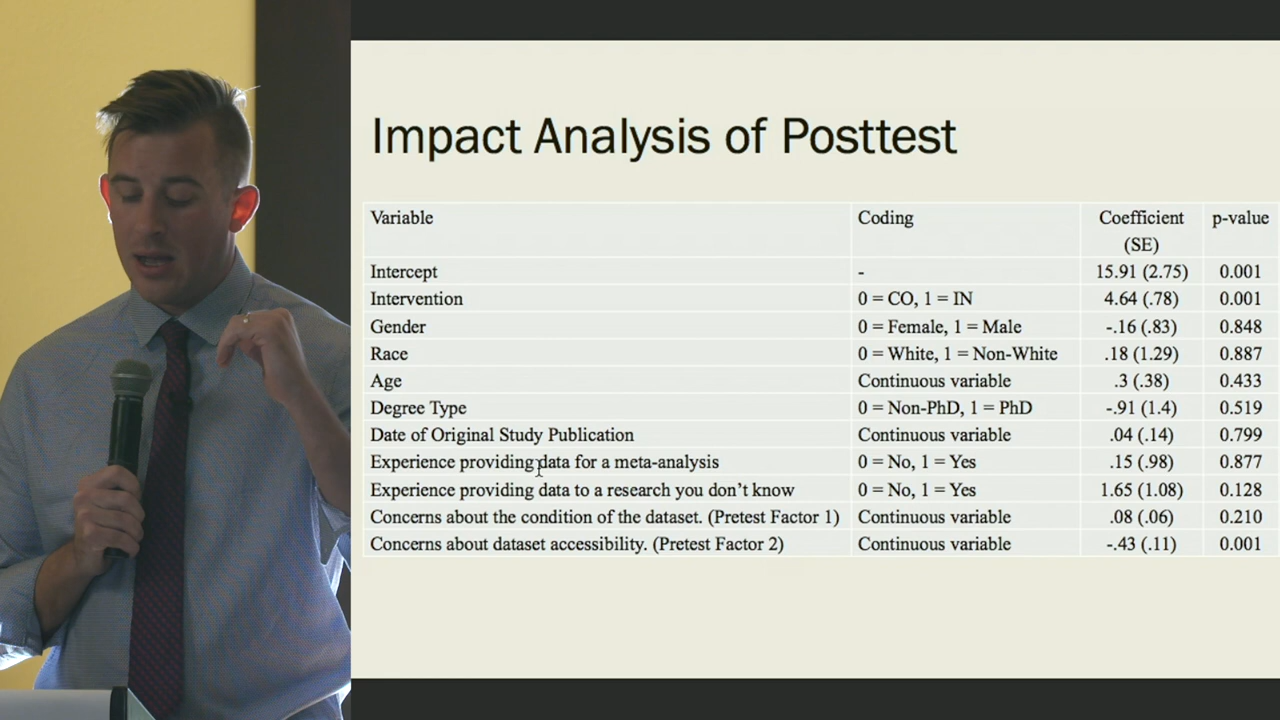 Impact Analysis of Posttest
Variable Coding Coefficient (SE) p-value
Intercept - 15.91 (2.75) 0.001
Intervention 0 = CO, 1 = IN 4.64 (.78) 0.001
Gender 0 = Female, 1 = Male -.16 (.83) 0.848
Race 0 = White, 1 = Non-White .18 (1.29) 0.887
Age Continuous variable .3 (.38) 0.433
Degree Type 0 = Non-PhD, 1 = PhD -.91 (1.4) 0.519
Date of Original Study Publication Continuous variable .04 (.14) 0.799
Experience providing data for a meta-analysis 0 = No, 1 = Yes .15 (.98) 0.877
Experience providing data to a research you don’t know 0 = No, 1 = Yes 1.65 (1.08) 0.128
Concerns about the condition of the dataset. (Pretest Factor 1) Continuous variable .08 (.06) 0.210
Concerns about dataset accessibility. (Pretest Factor 2) Continuous variable -.43 (.11) 0.001